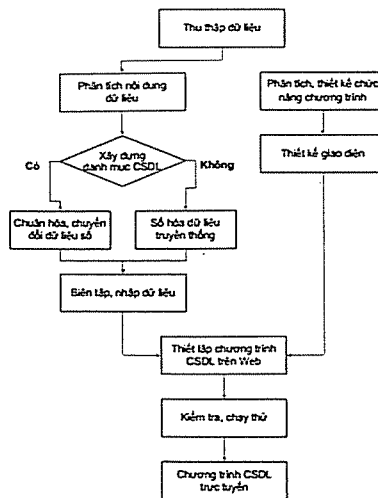 Thu thập dữ liệu
Phân tích nội dung
dữ liệu
Phân tích, thiết kế chức
năng chương trình
Xây dựng
danh mục CSDL
Có
Không
Thiết kế giao diện
Chuẩn hóa, chuyển
đổi dữ liệu số
Số hóa dữ liệu
truyền thống
Biên tập, nhập dữ liệu
Thiết lập chương trình
CSDL trên Web
Kiểm tra, chạy thử
Chương trình CSDL
trực tuyến